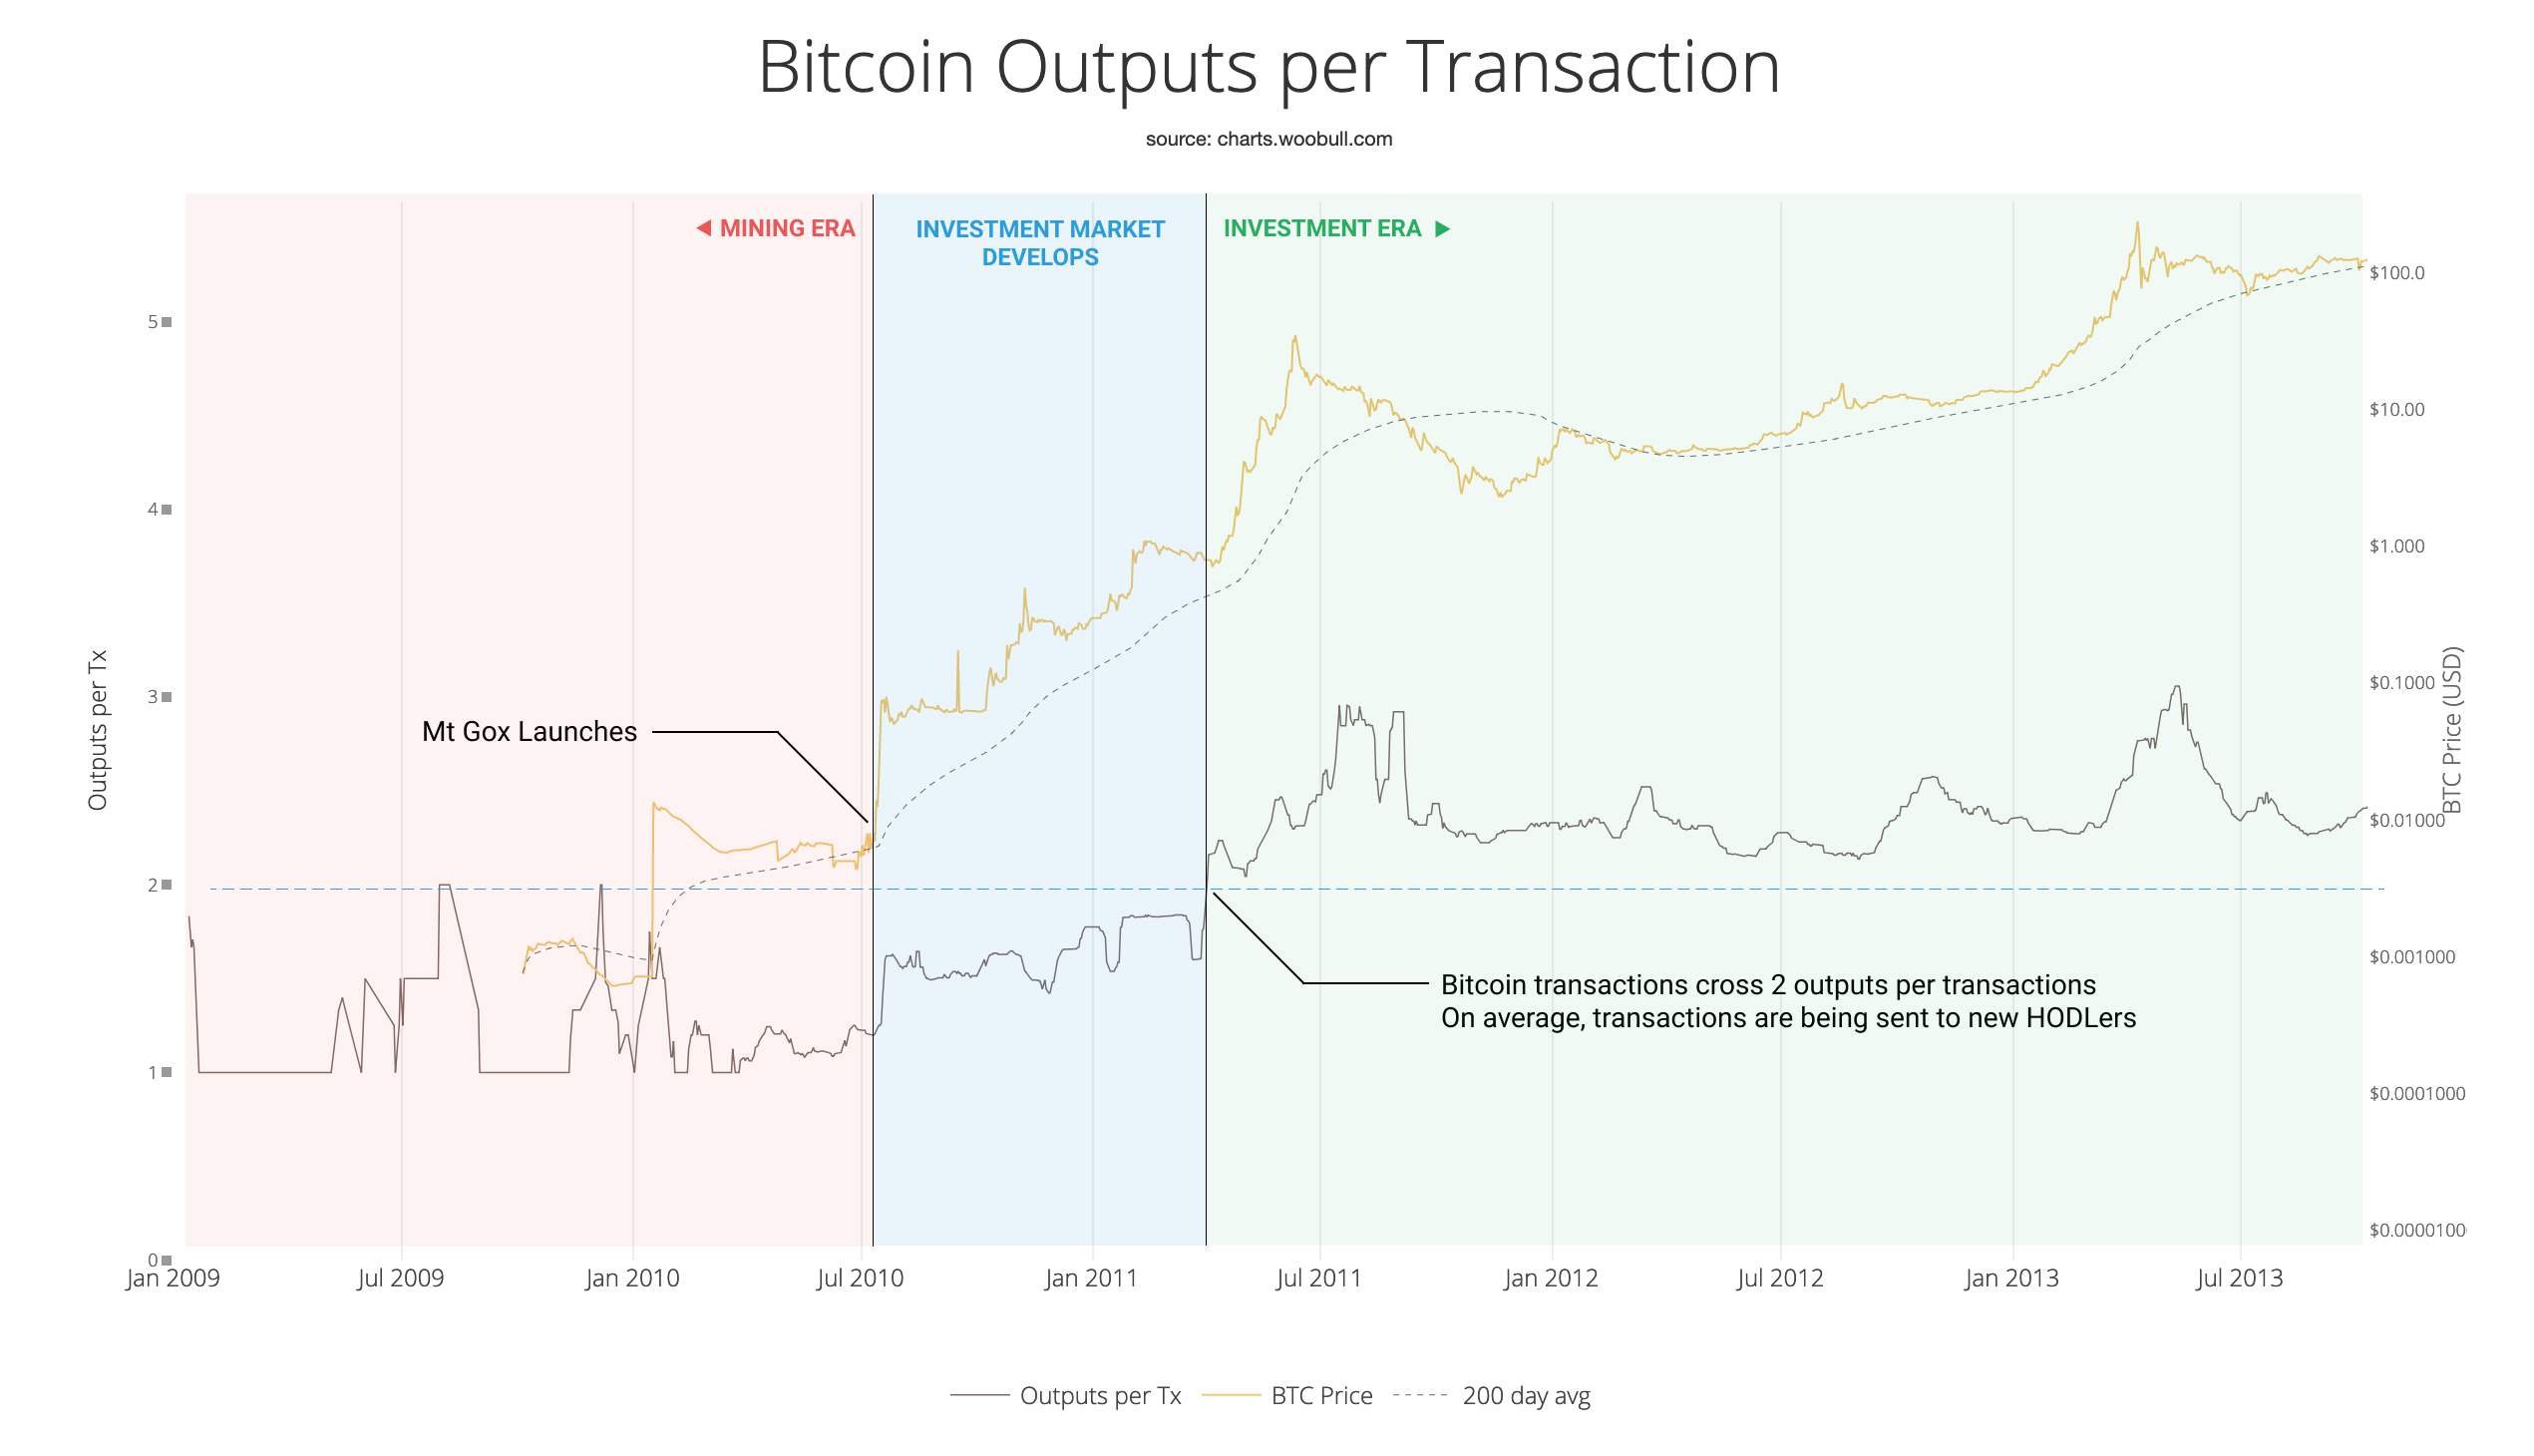 Bitcoin Outputs per Transaction
source: charts.woobull.com
MINING ERA
INVESTMENT MARKET
DEVELOPS
INVESTMENT ERA
Outputs per Tx
5
4
3
2
1
0
Mt Gox Launches
Bitcoin transactions cross 2 outputs per transactions
On average, transactions are being sent to new HODLers
$100.0
$10.00
$1.000
$0.1000
$0.01000
$0.001000
$0.0001000
$0.0000100
BTC Price (USD)
Jan 2009
Jul 2009
Jan 2010
Jul 2010
Jan 2011
Jul 2011
Jan 2012
Jul 2012
Jan 2013
Jul 2013
Outputs per Tx
BTC Price
200 day avg